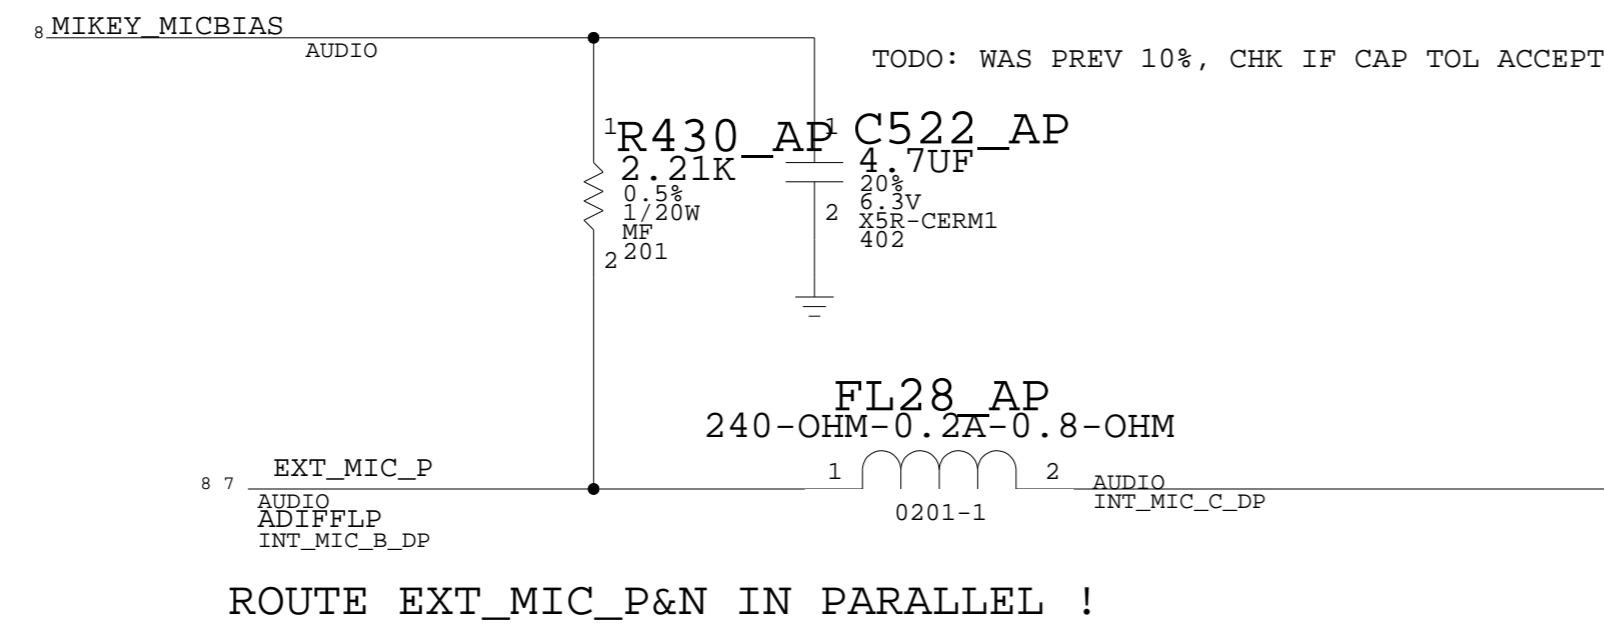 8 MIKEY_MICBIAS
AUDIO
TODO: WAS PREV 10%, CHK IF CAP TOL ACCEPT
1
R430_AP
2.21K
0.5%
1/20W
MF
201
2
1
C522_AP
4.7UF
20%
6.3V
X5R-CERM1
402
2
FL28_AP
240-OHM-0.2A-0.8-OHM
8 7
EXT_MIC_P
AUDIO
ADIFFLP
INT_MIC_B_DP
1
2
0201-1
AUDIO
INT_MIC_C_DP
ROUTE EXT_MIC_P&N IN PARALLEL !